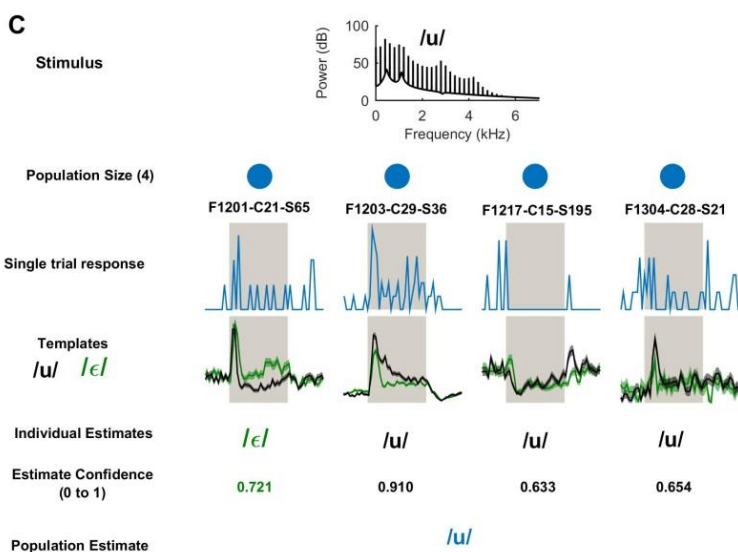 C
Stimulus
Power (dB)
100
50
0
/u/
0 2 4 6
Frequency (kHz)
Population Size (4)
F1201-C21-S65 F1203-C29-S36 F1217-C15-S195 F1304-C28-S21
Single trial response
Templates
/u/ /ϵ/
Individual Estimates /ϵ/ /u/ /u/ /u/
Estimate Confidence
(0 to 1)
0.721 0.910 0.633 0.654
Population Estimate /u/